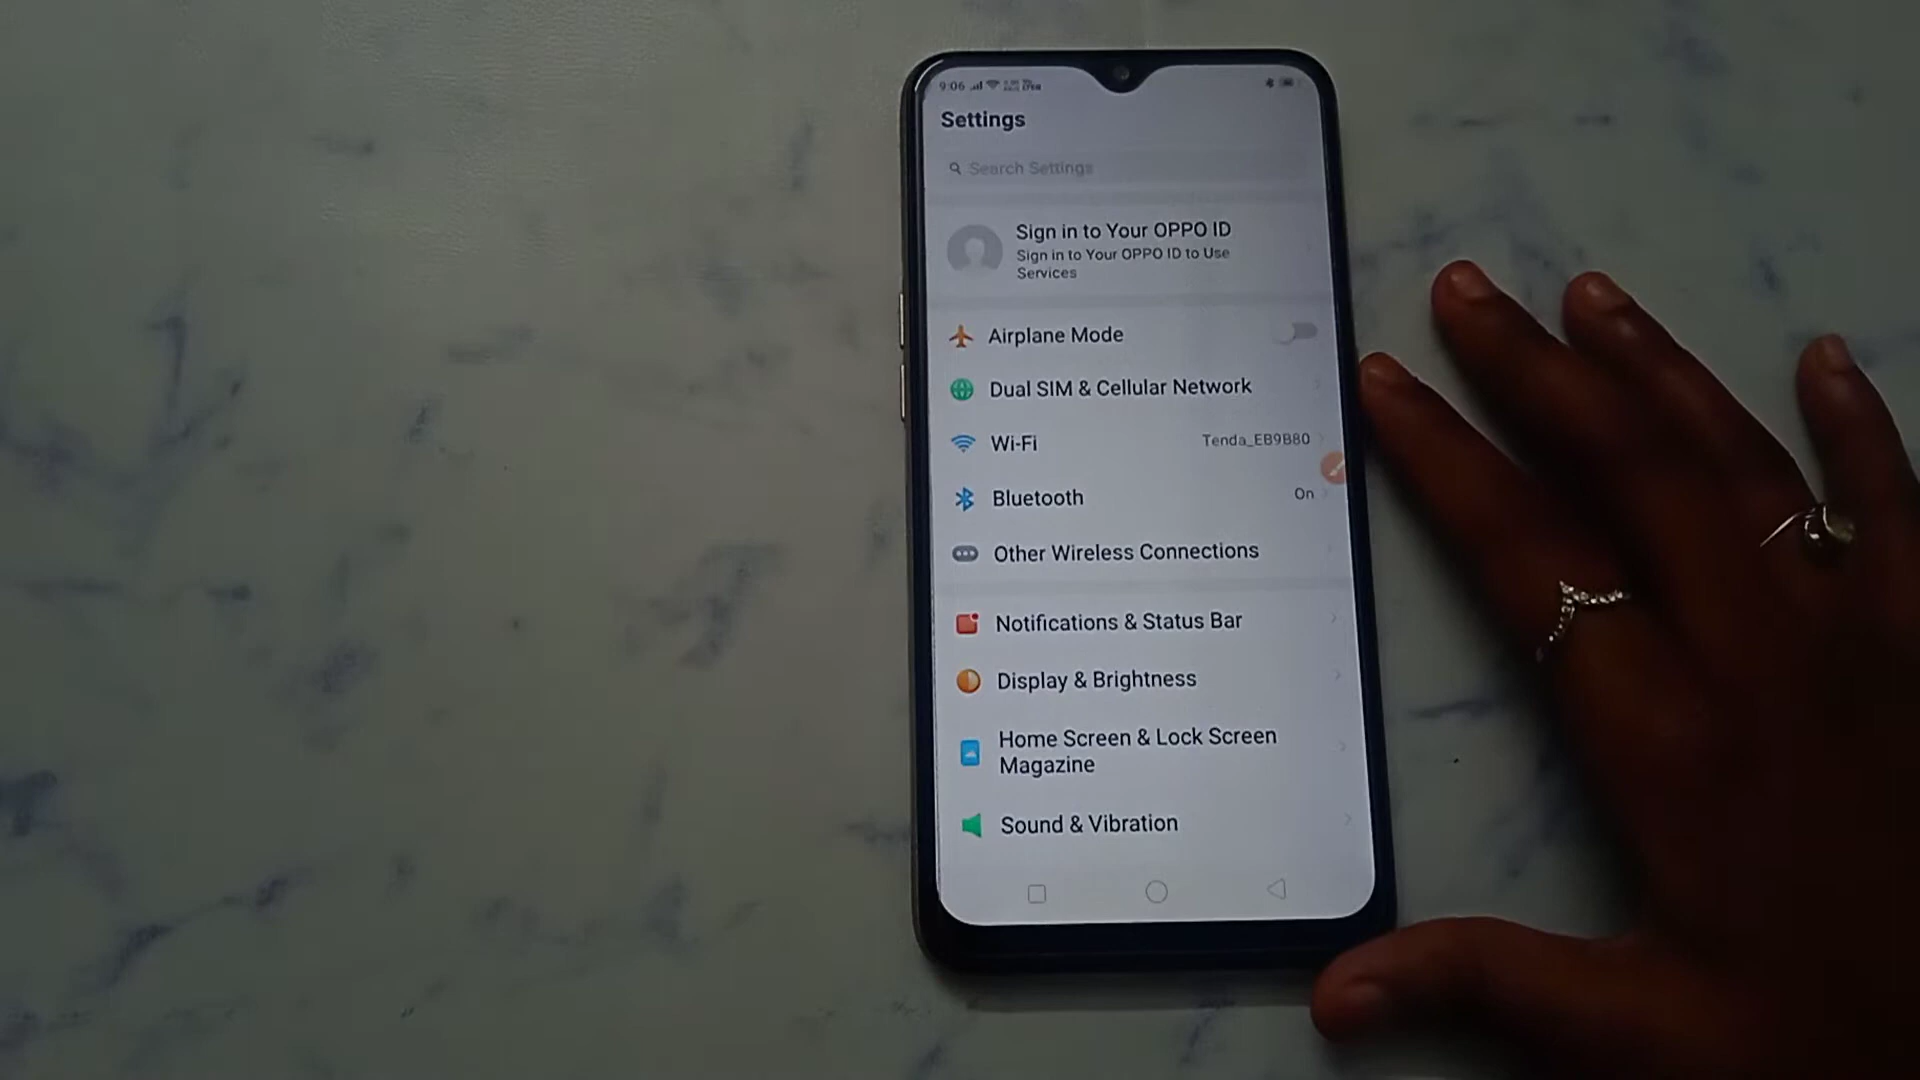 9:06
Settings
Search Settings
Sign in to Your OPPO ID
Sign in to Your OPPO ID to Use
Services
Airplane Mode
Dual SIM & Cellular Network
Wi-Fi Tenda_EB9B80
Bluetooth On
Other Wireless Connections
Notifications & Status Bar
Display & Brightness
Home Screen & Lock Screen
Magazine
Sound & Vibration